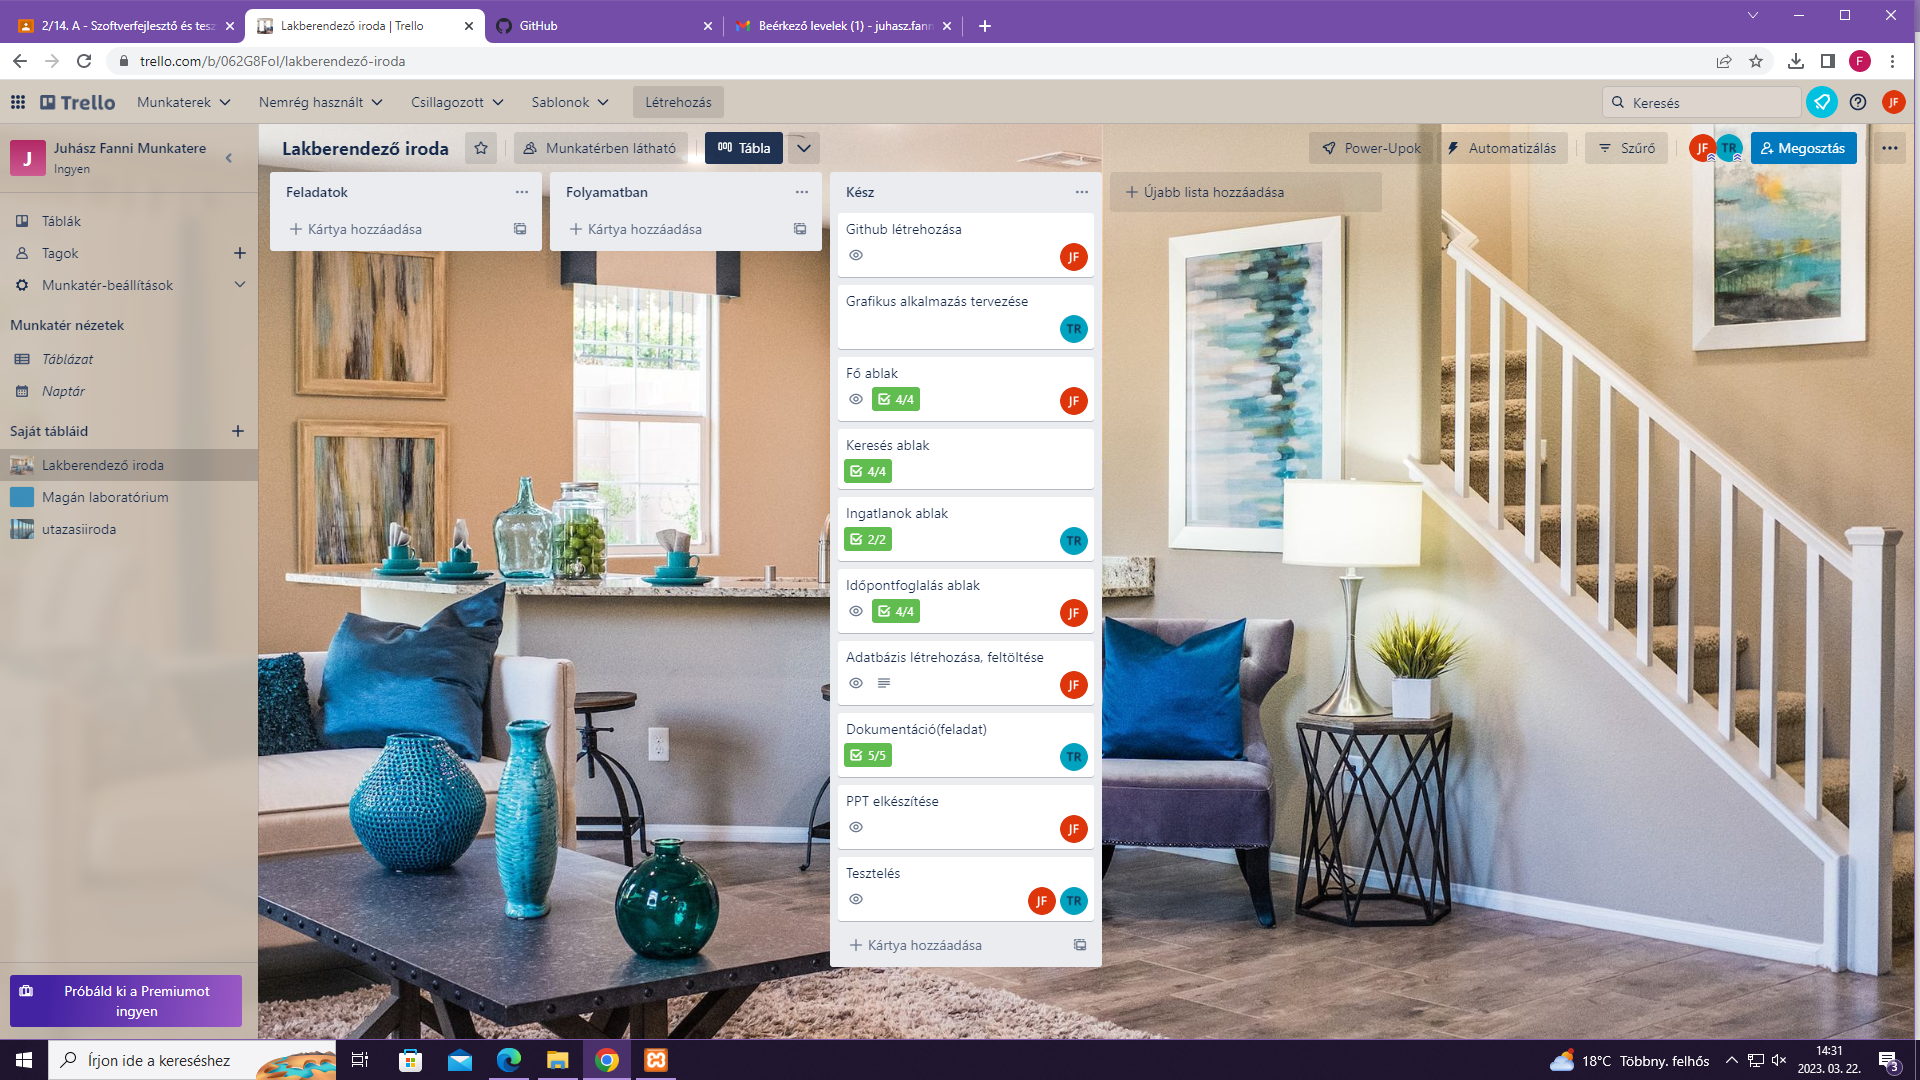 2/14. A - Szoftverfejlesztő és tesz
Lakberendező iroda | Trello
GitHub
Beérkező levelek (1) - juhasz.fann
trello.com/b/062G8FoI/lakberendező-iroda
F
Trello
Munkaterek
Nemrég használt
Csillagozott
Sablonok
Létrehozás
Keresés
JF
J
Juhász Fanni Munkatere
Ingyen
Lakberendező iroda
Munkatérben látható
Tábla
Power-Upok
Automatizálás
Szűrő
JF
TR
Megosztás
Táblák
Tagok
Munkatér-beállítások
Munkatér nézetek
Táblázat
Naptár
Saját tábláid
Lakberendező iroda
Magán laboratórium
utazasiiroda
Próbáld ki a Premiumot
ingyen
Feladatok
Kártya hozzáadása
Folyamatban
Kártya hozzáadása
Kész
Github létrehozása
JF
Grafikus alkalmazás tervezése
TR
Fő ablak
4/4
JF
Keresés ablak
4/4
Ingatlanok ablak
2/2
TR
Időpontfoglalás ablak
4/4
JF
Adatbázis létrehozása, feltöltése
JF
Dokumentáció(feladat)
5/5
TR
PPT elkészítése
JF
Tesztelés
JF
TR
Kártya hozzáadása
Újabb lista hozzáadása
Írjon ide a kereséshez
18°C Többny. felhős
14:31
2023. 03. 22.
3